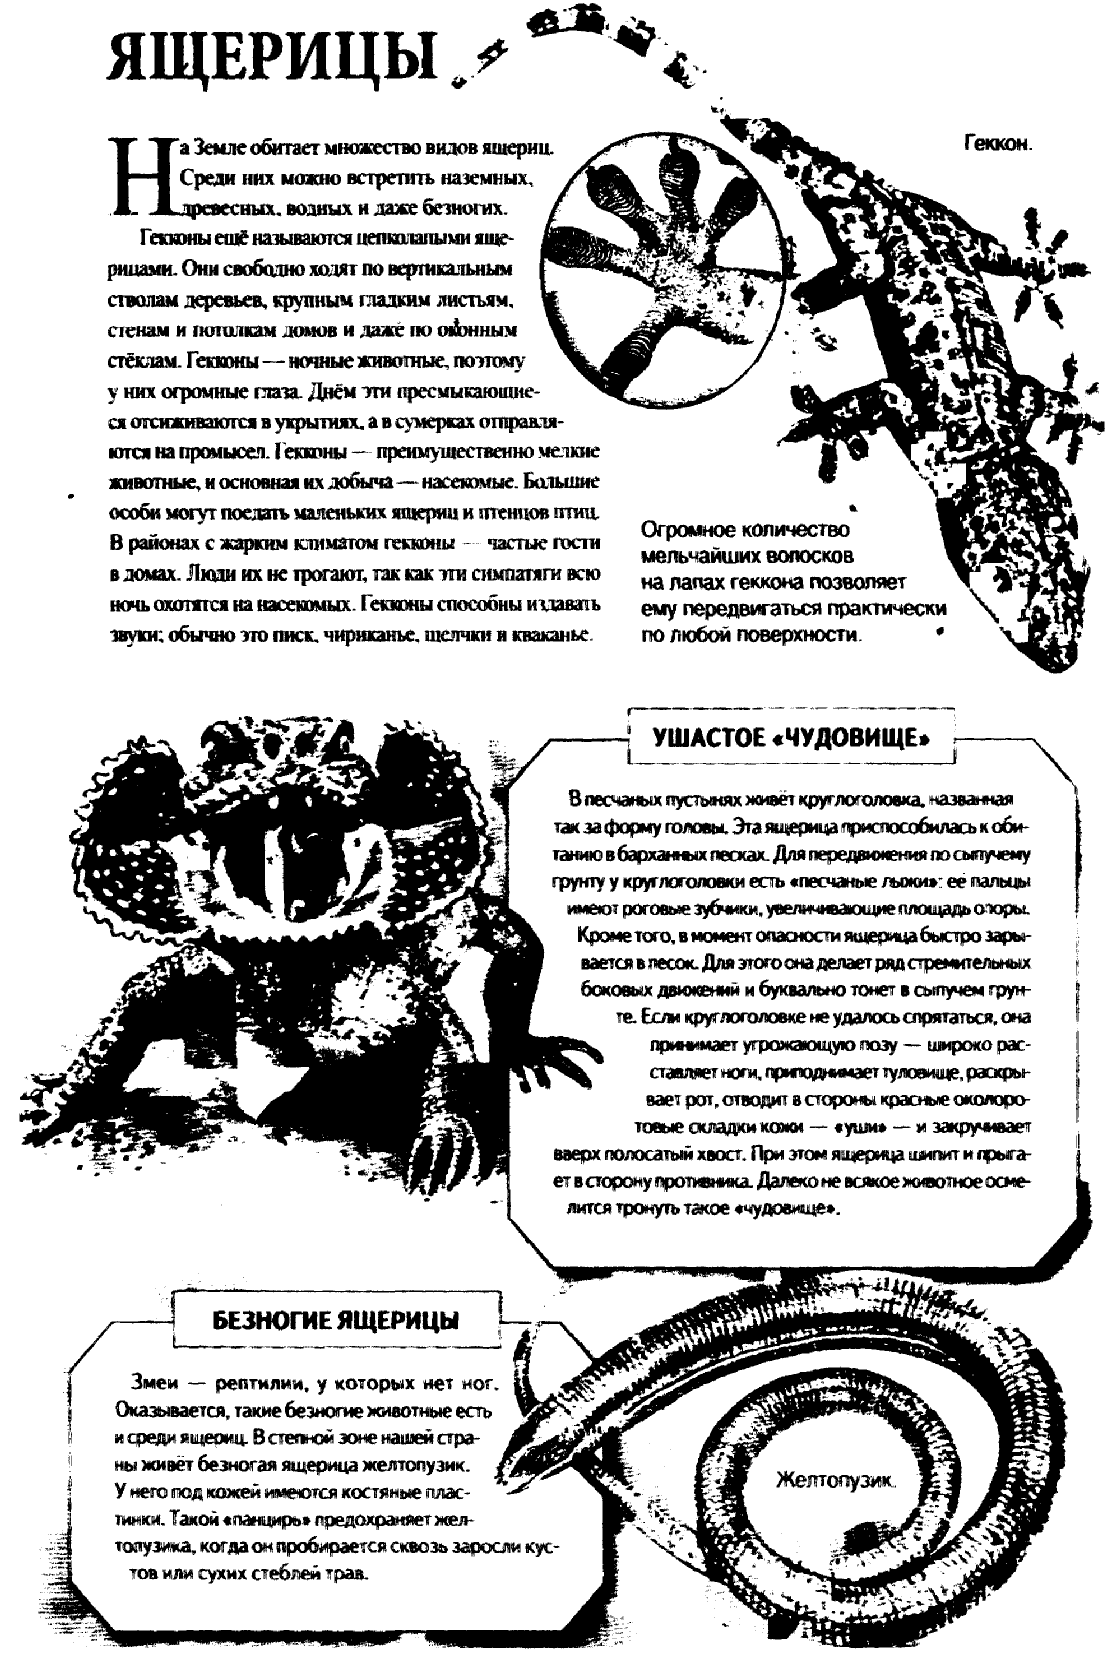 ЯЩЕРИЦЫ
На Земле обитает множество видов ящериц.
Среди них можно встретить наземных,
древесных, водных и даже безногих.
Гекконы ещё называются цепколапыми яще-
рицами. Они свободно ходят по вертикальным
стволам деревьев, крупным гладким листьям,
стенам и потолкам домов и даже по оконным
стёклам. Гекконы — ночные животные, поэтому
у них огромные глаза. Днём эти пресмыкающие-
ся отсиживаются в укрытиях, а в сумерках отправля-
ются на промысел. Гекконы — преимущественно мелкие
животные, и основная их добыча — насекомые. Большие
особи могут поедать маленьких ящериц и птенцов птиц.
В районах с жарким климатом гекконы — частые гости
в домах. Люди их не трогают, так как эти симпатяги всю
ночь охотятся на насекомых. Гекконы способны издавать
звуки; обычно это писк, чириканье, щелчки и кваканье.
Геккон.
Огромное количество
мельчайших волосков
на лапах геккона позволяет
ему передвигаться практически
по любой поверхности.
УШАСТОЕ «ЧУДОВИЩЕ»
В песчаных пустынях живёт круглоголовка, названная
так за форму головы. Эта ящерица приспособилась к оби-
танию в барханных песках. Для передвижения по сыпучему
грунту у круглоголовки есть «песчаные лыжи»: её пальцы
имеют роговые зубчики, увеличивающие площадь опоры.
Кроме того, в момент опасности ящерица быстро зары-
вается в песок. Для этого она делает ряд стремительных
боковых движений и буквально тонет в сыпучем грун-
те. Если круглоголовке не удалось спрятаться, она
принимает угрожающую позу — широко рас-
ставляет ноги, приподнимает туловище, раскры-
вает рот, отводит в стороны красные околоро-
товые складки кожи — «уши» — и закручивает
вверх полосатый хвост. При этом ящерица шипит и прыга-
ет в сторону противника. Далеко не всякое животное осме-
лится тронуть такое «чудовище».
БЕЗНОГИЕ ЯЩЕРИЦЫ
Змеи — рептилии, у которых нет ног.
Оказывается, такие безногие животные есть
и среди ящериц. В степной зоне нашей стра-
ны живёт безногая ящерица желтопузик.
У него под кожей имеются костяные плас-
тинки. Такой «панцирь» предохраняет жел-
топузика, когда он пробирается сквозь заросли кус-
тов или сухих стеблей трав.
Желтопузик.